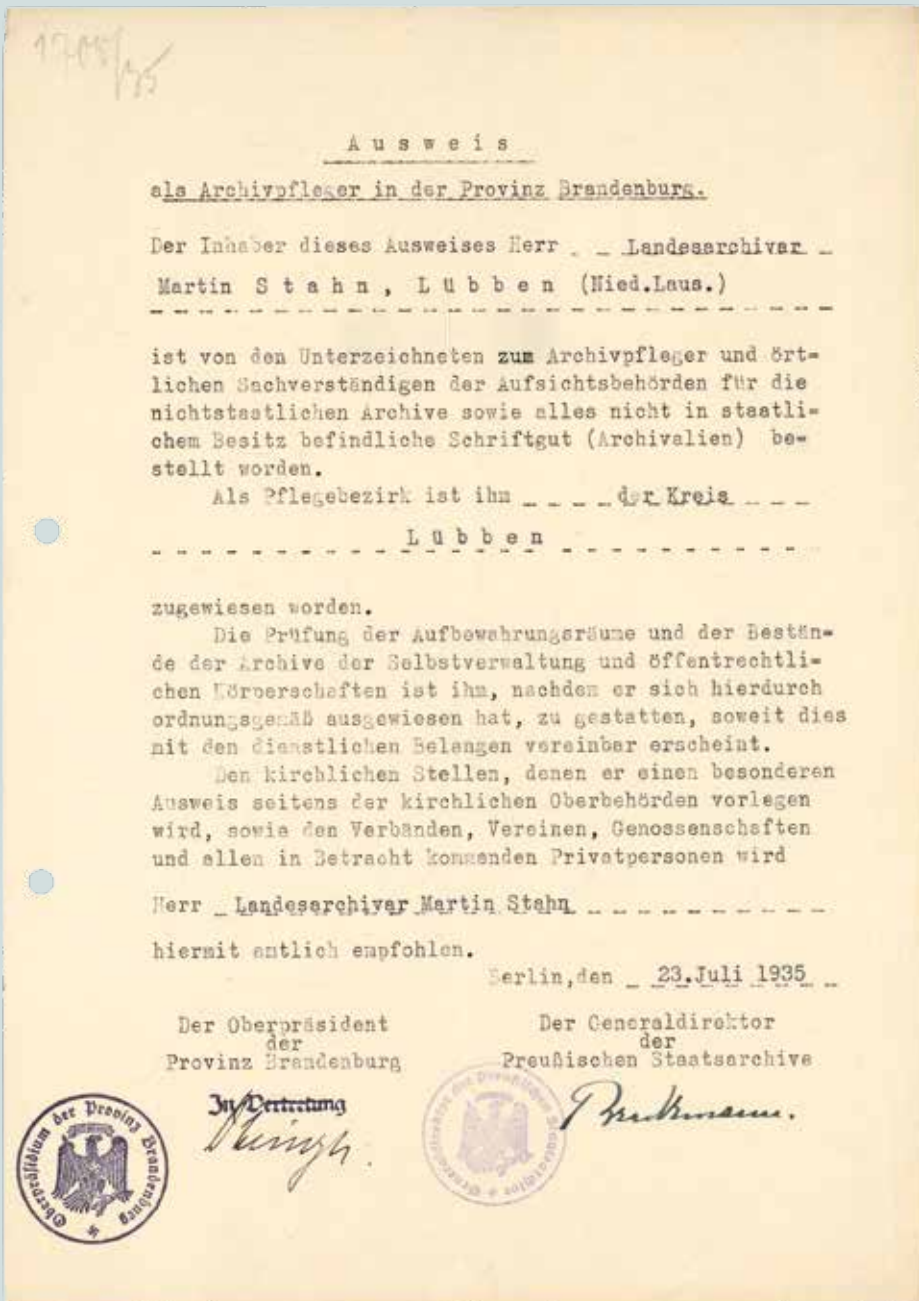 1705/35
A u s w e i s
als Archivpfleger in der Provinz Brandenburg.
Der Inhaber dieses Ausweises Herr _ _ Landesarchivar _
Martin S t a h n , L ü b b e n (Nied.Laus.)
ist von den Unterzeichneten zum Archivpfleger und ört=
lichen Sachverständigen der Aufsichtsbehörden für die
nichtstaatlichen Archive sowie alles nicht in staatli=
chem Besitz befindliche Schriftgut (Archivalien) be=
stellt worden.
Als Pflegebezirk ist ihm _ _ _ _ der Kreis _ _ _
L ü b b e n
zugewiesen worden.
Die Prüfung der Aufbewahrungsräume und der Bestän=
de der Archive der Selbstverwaltung und öffentrechtli=
chen Körperschaften ist ihm, nachdem er sich hierdurch
ordnungsgemäß ausgewiesen hat, zu gestatten, soweit dies
mit den dienstlichen Belangen vereinbar erscheint.
Den kirchlichen Stellen, denen er einen besonderen
Ausweis seitens der kirchlichen Oberbehörden vorlegen
wird, sowie den Verbänden, Vereinen, Genossenschaften
und allen in Betracht kommenden Privatpersonen wird
Herr _ Landesarchivar Martin Stahn _ _ _ _ _ _ _ _ _ _
hiermit amtlich empfohlen.
Berlin,den _ 23.Juli 1935 _ _
Der Oberpräsident
der
Provinz Brandenburg
Der Generaldirektor
der
Preußischen Staatsarchive
In Vertretung
Brackmann.
Oberpräsidium der Provinz Brandenburg
Generaldirektor der Preußischen Staatsarchive